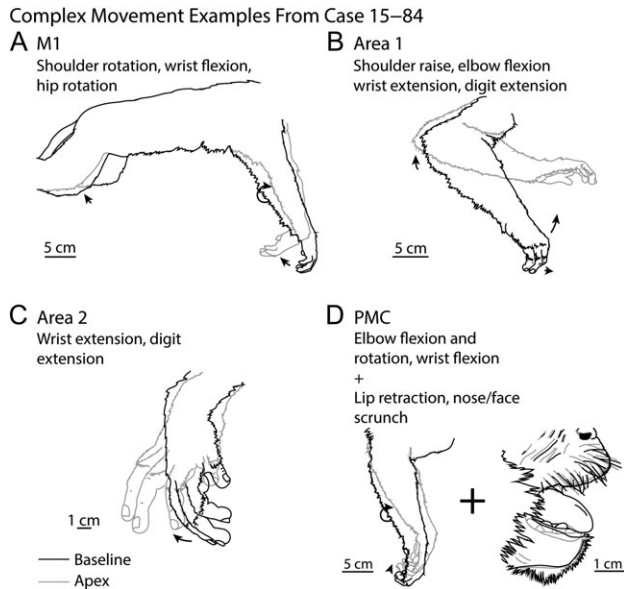 Complex Movement Examples From Case 15–84
A M1
Shoulder rotation, wrist flexion,
hip rotation
5 cm
B Area 1
Shoulder raise, elbow flexion
wrist extension, digit extension
5 cm
C Area 2
Wrist extension, digit
extension
1 cm
Baseline
Apex
D PMC
Elbow flexion and
rotation, wrist flexion
+
Lip retraction, nose/face
scrunch
+
5 cm
1 cm